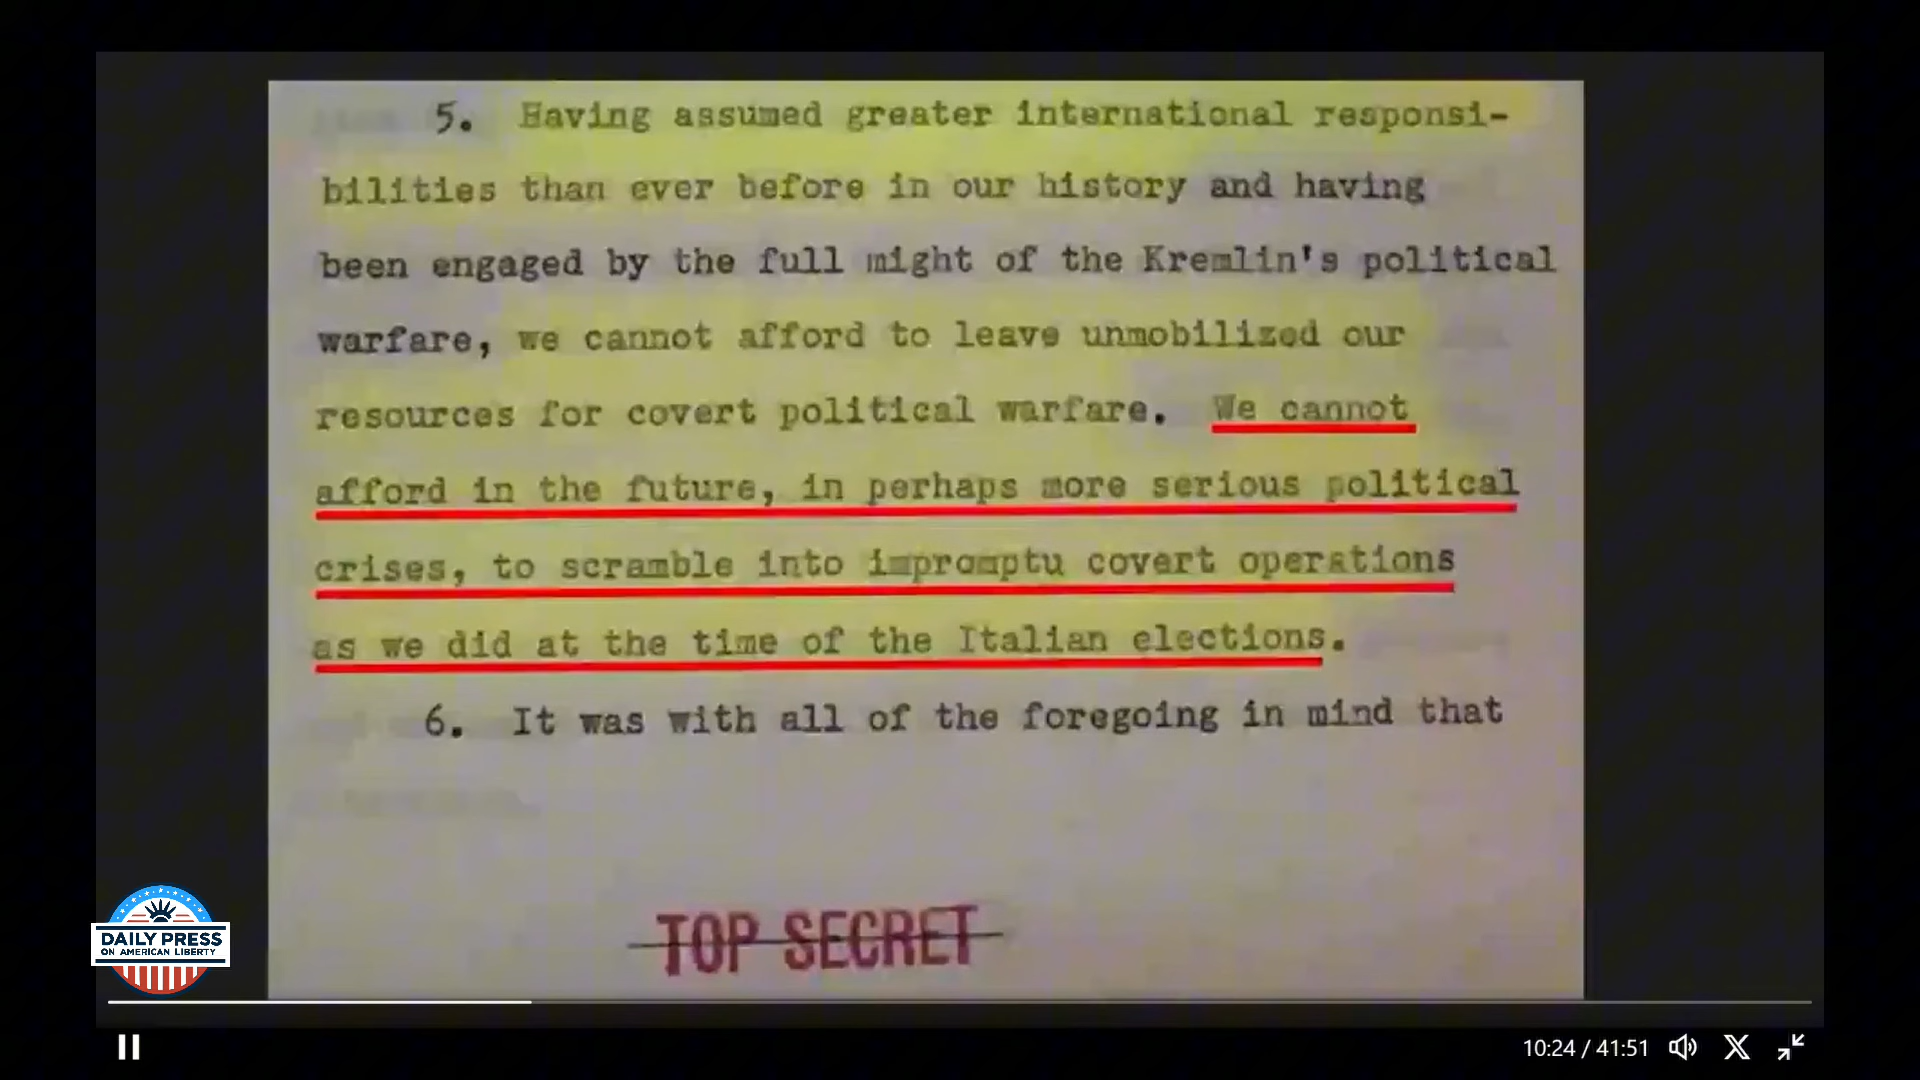 5. Having assumed greater international responsi-
bilities than ever before in our history and having
been engaged by the full might of the Kremlin's political
warfare, we cannot afford to leave unmobilized our
resources for covert political warfare. We cannot
afford in the future, in perhaps more serious political
crises, to scramble into impromptu covert operations
as we did at the time of the Italian elections.
6. It was with all of the foregoing in mind that
TOP SECRET
DAILY PRESS
ON AMERICAN LIBERTY
10:24 / 41:51